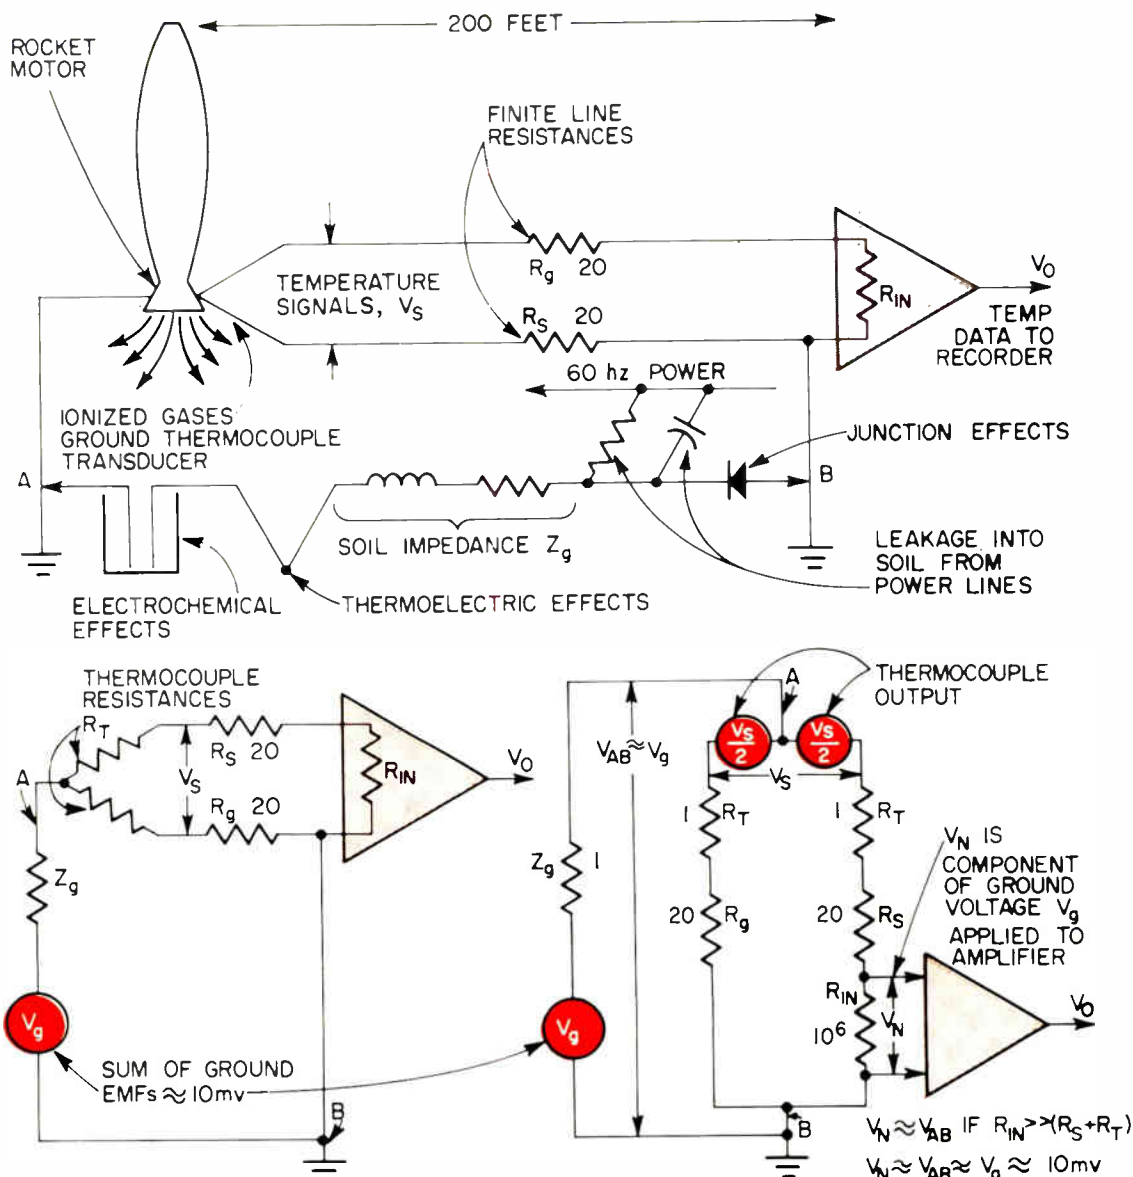 200 FEET
ROCKET
MOTOR
FINITE LINE
RESISTANCES
TEMPERATURE
SIGNALS, VS
Rg 20
RS 20
RIN
VO
TEMP
DATA TO
RECORDER
60 hz POWER
IONIZED GASES
GROUND THERMOCOUPLE
TRANSDUCER
JUNCTION EFFECTS
A
B
SOIL IMPEDANCE Zg
LEAKAGE INTO
SOIL FROM
POWER LINES
ELECTROCHEMICAL
EFFECTS
THERMOELECTRIC EFFECTS
THERMOCOUPLE
RESISTANCES
RT
A
RS 20
VS
Rg 20
RIN
VO
Zg
Vg
SUM OF GROUND
EMFs ≈ 10mv
B
A
THERMOCOUPLE
OUTPUT
VS/2
VS/2
VAB ≈ Vg
VS
1 RT
1 RT
Zg 1
20 Rg
20 RS
VN IS
COMPONENT
OF GROUND
VOLTAGE Vg
APPLIED TO
AMPLIFIER
RIN
10⁶
VN
VO
Vg
B
VN ≈ VAB IF RIN >> (RS + RT)
VN ≈ VAB ≈ Vg ≈ 10mv